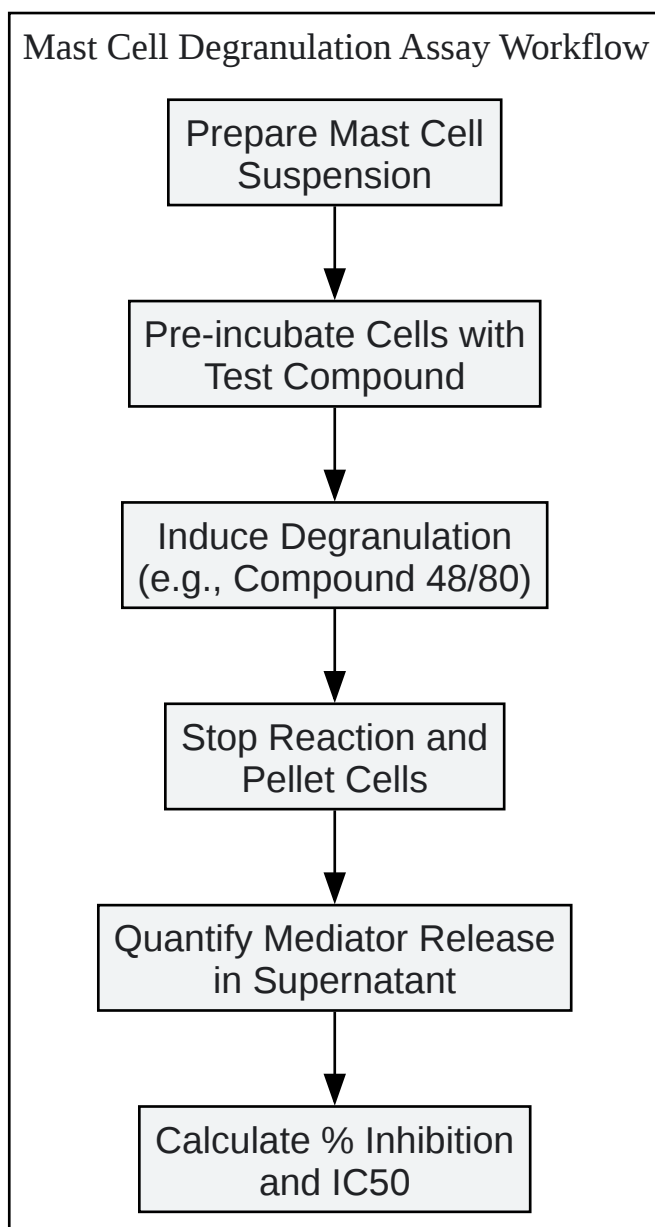 Mast Cell Degranulation Assay Workflow
Prepare Mast Cell
Suspension
Pre-incubate Cells with
Test Compound
Induce Degranulation
(e.g., Compound 48/80)
Stop Reaction and
Pellet Cells
Quantify Mediator Release
in Supernatant
Calculate % Inhibition
and IC50